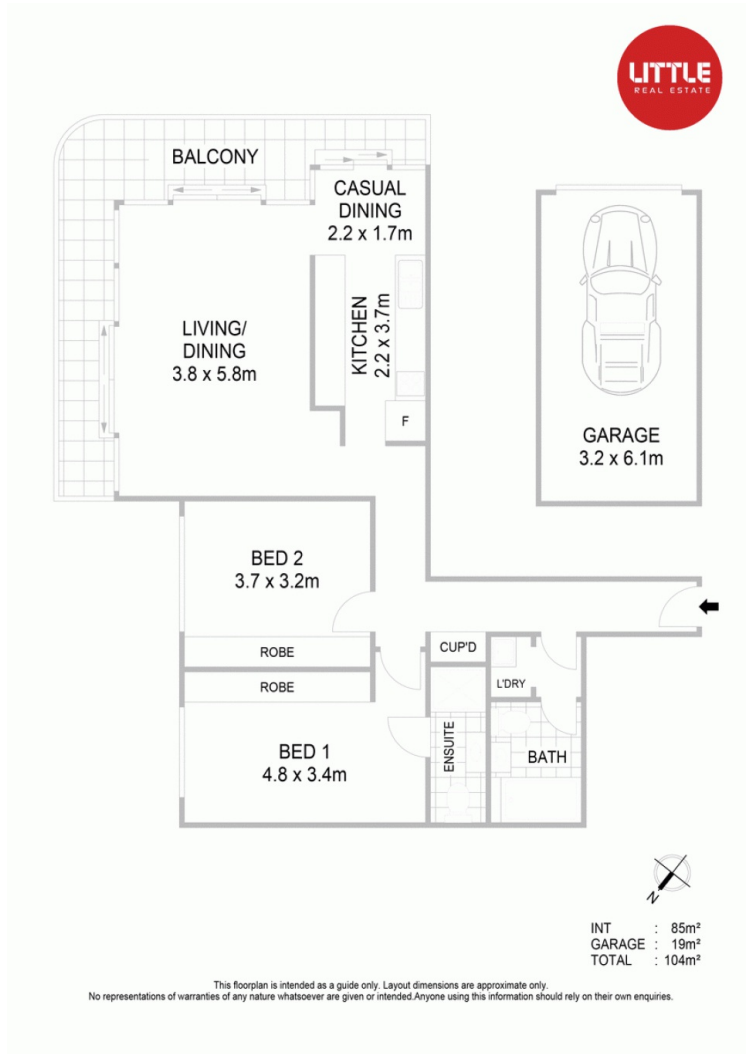 LITTLE
REAL ESTATE
BALCONY
CASUAL
DINING
2.2 x 1.7m
LIVING/
DINING
3.8 x 5.8m
KITCHEN
2.2 x 3.7m
F
GARAGE
3.2 x 6.1m
BED 2
3.7 x 3.2m
ROBE
CUP'D
ROBE
L'DRY
BED 1
4.8 x 3.4m
ENSUITE
BATH
N
INT : 85m²
GARAGE : 19m²
TOTAL : 104m²
This floorplan is intended as a guide only. Layout dimensions are approximate only.
No representations of warranties of any nature whatsoever are given or intended.Anyone using this information should rely on their own enquiries.